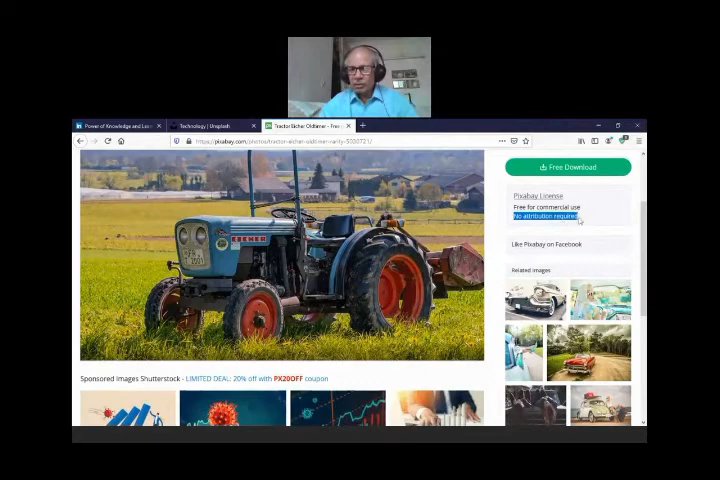 Power of Knowledge and Lea
Technology | Unsplash
Tractor Eicher Oldtimer - Free
https://pixabay.com/photos/tractor-eicher-oldtimer-varity-5036721/
Free Download
Pixabay License
Free for commercial use
No attribution required
EICHER
Like Pixabay on Facebook
Related Images
Sponsored Images Shutterstock - LIMITED DEAL: 20% off with PX20OFF coupon